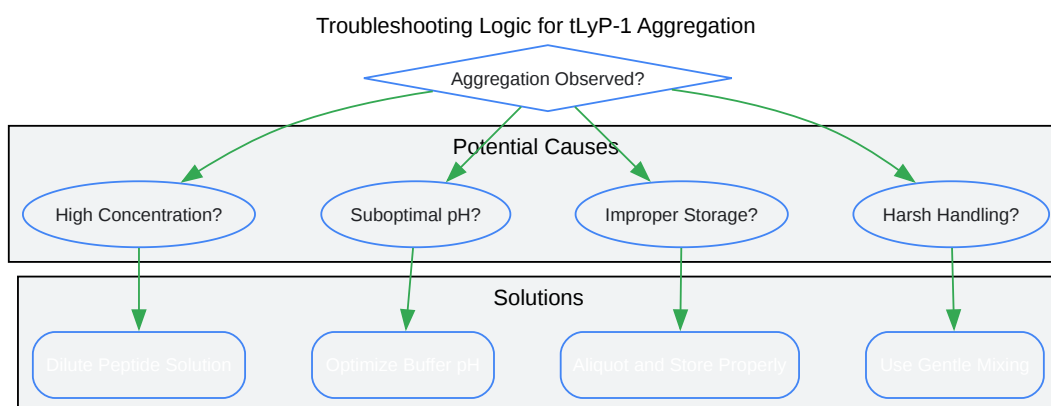 Troubleshooting Logic for tLyP-1 Aggregation
Aggregation Observed?
Potential Causes
High Concentration?
Suboptimal pH?
Improper Storage?
Harsh Handling?
Solutions
Dilute Peptide Solution
Optimize Buffer pH
Aliquot and Store Properly
Use Gentle Mixing